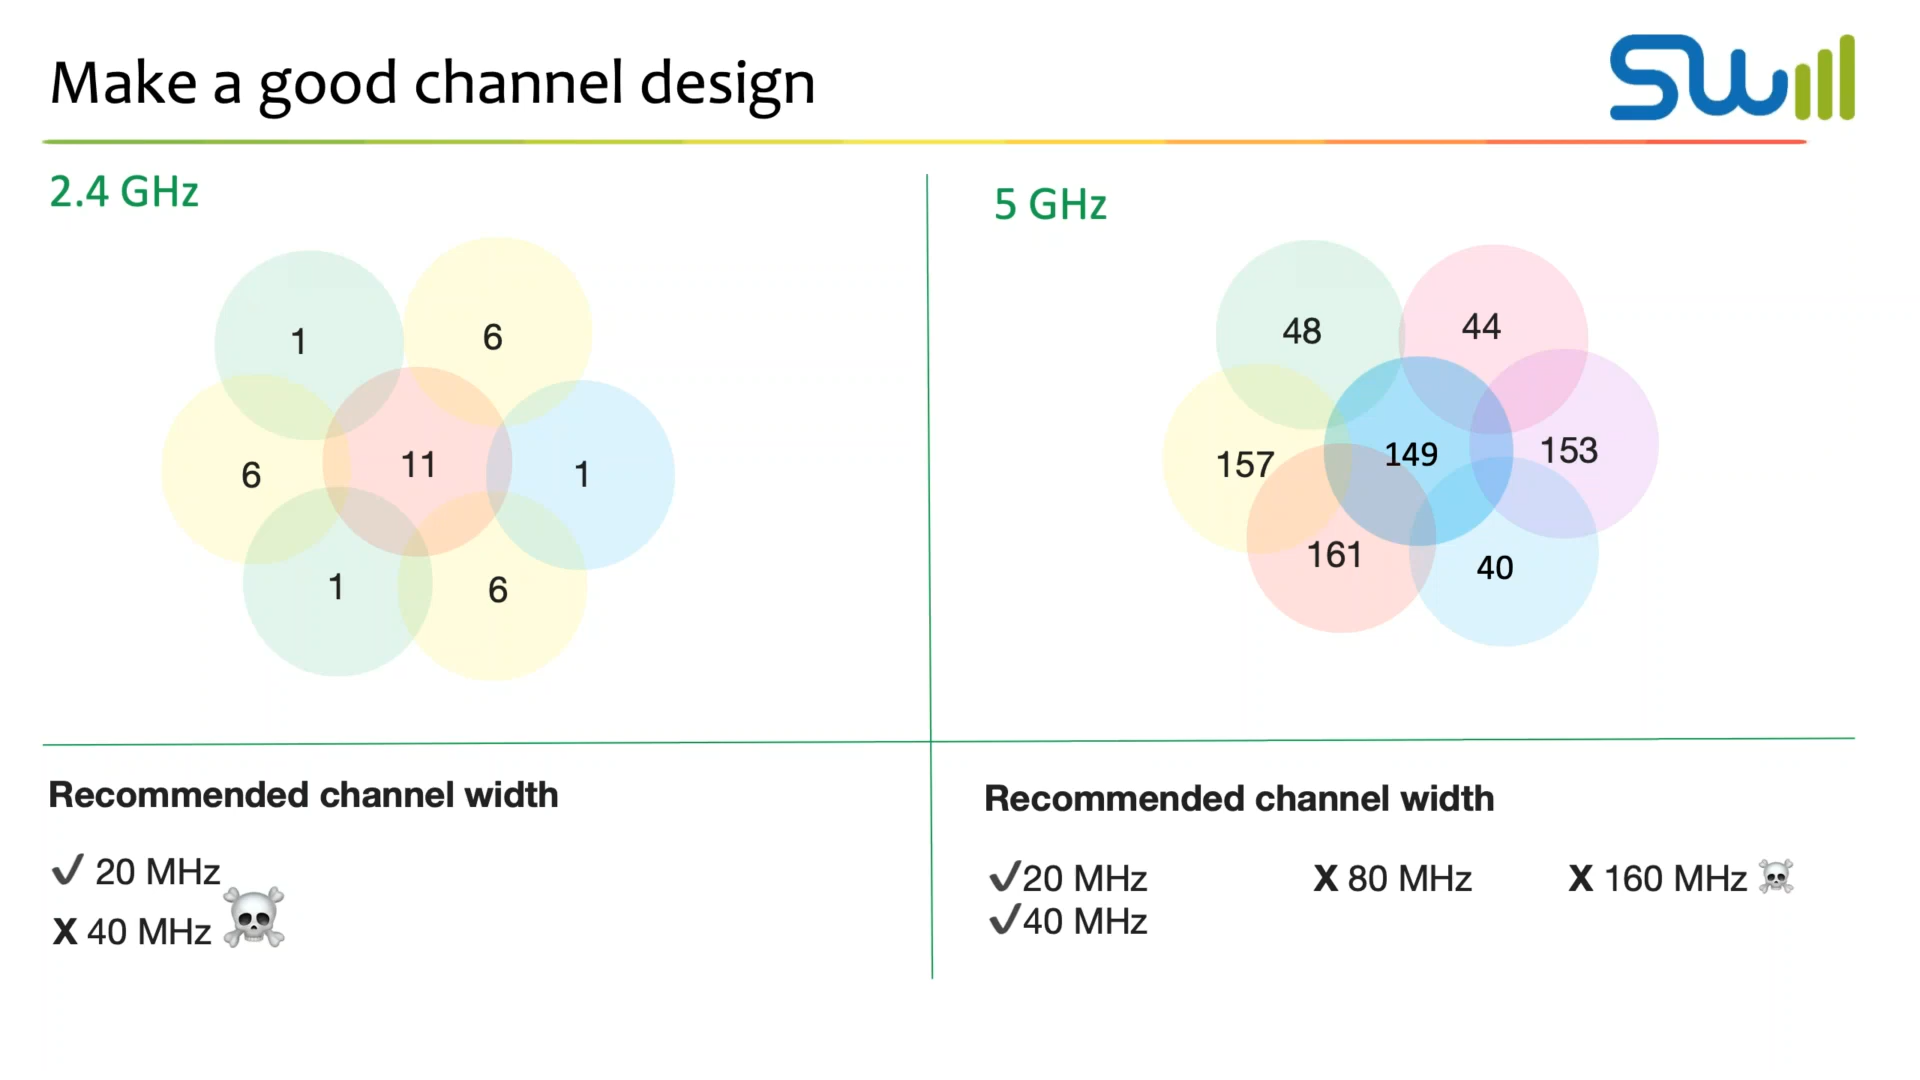 Make a good channel design
SW
2.4 GHz
1
6
6
11
1
1
6
5 GHz
48
44
157
149
153
161
40
Recommended channel width
✓ 20 MHz
X 40 MHz
Recommended channel width
✓20 MHz X 80 MHz X 160 MHz
✓40 MHz